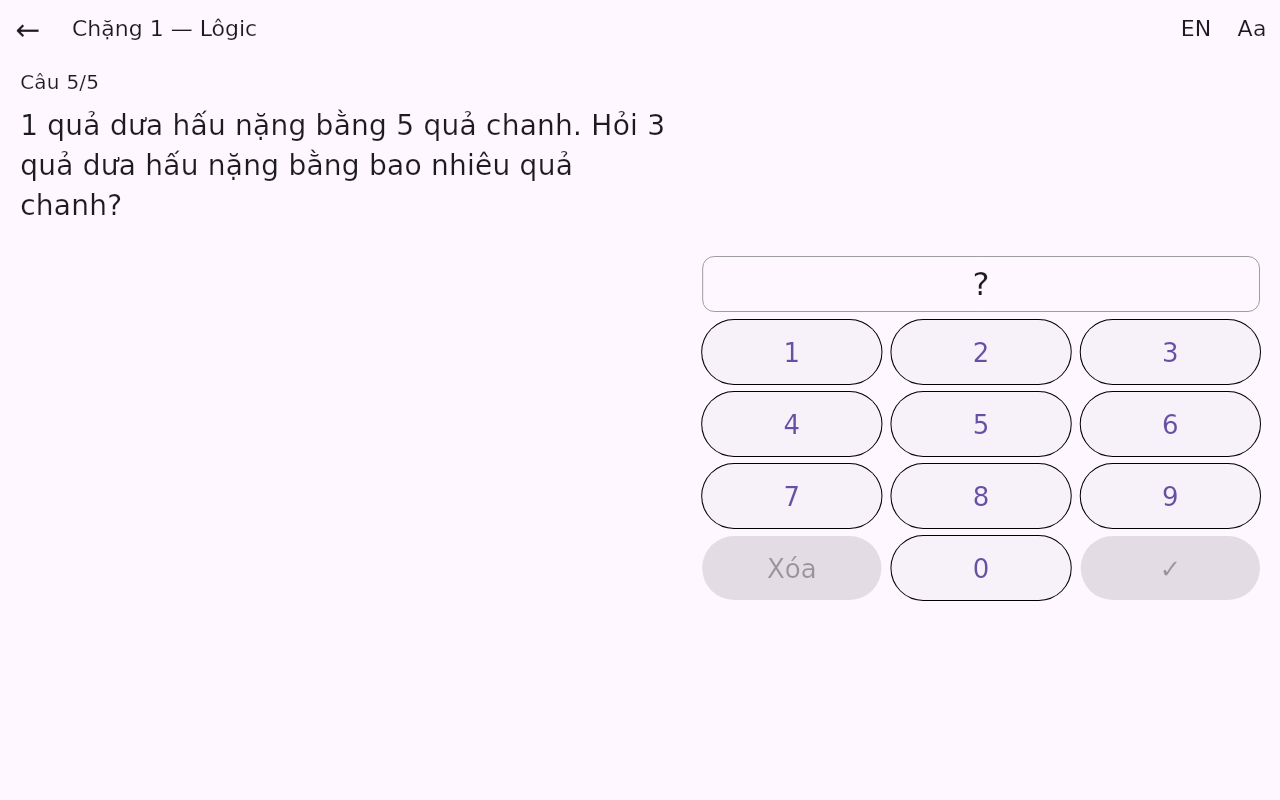 ← Chặng 1 — Lôgic EN Aa
Câu 5/5
1 quả dưa hấu nặng bằng 5 quả chanh. Hỏi 3
quả dưa hấu nặng bằng bao nhiêu quả
chanh?
?
1 2 3
4 5 6
7 8 9
Xóa 0 ✓